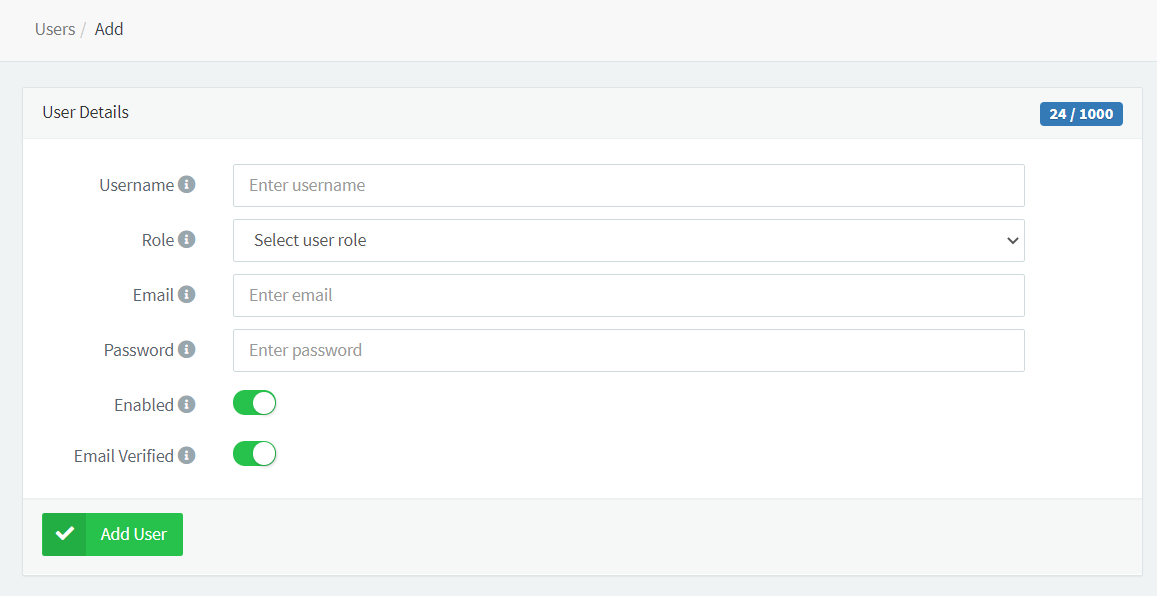 Users / Add
User Details
24 / 1000
Username
Enter username
Role
Select user role
Email
Enter email
Password
Enter password
Enabled
Email Verified
Add User